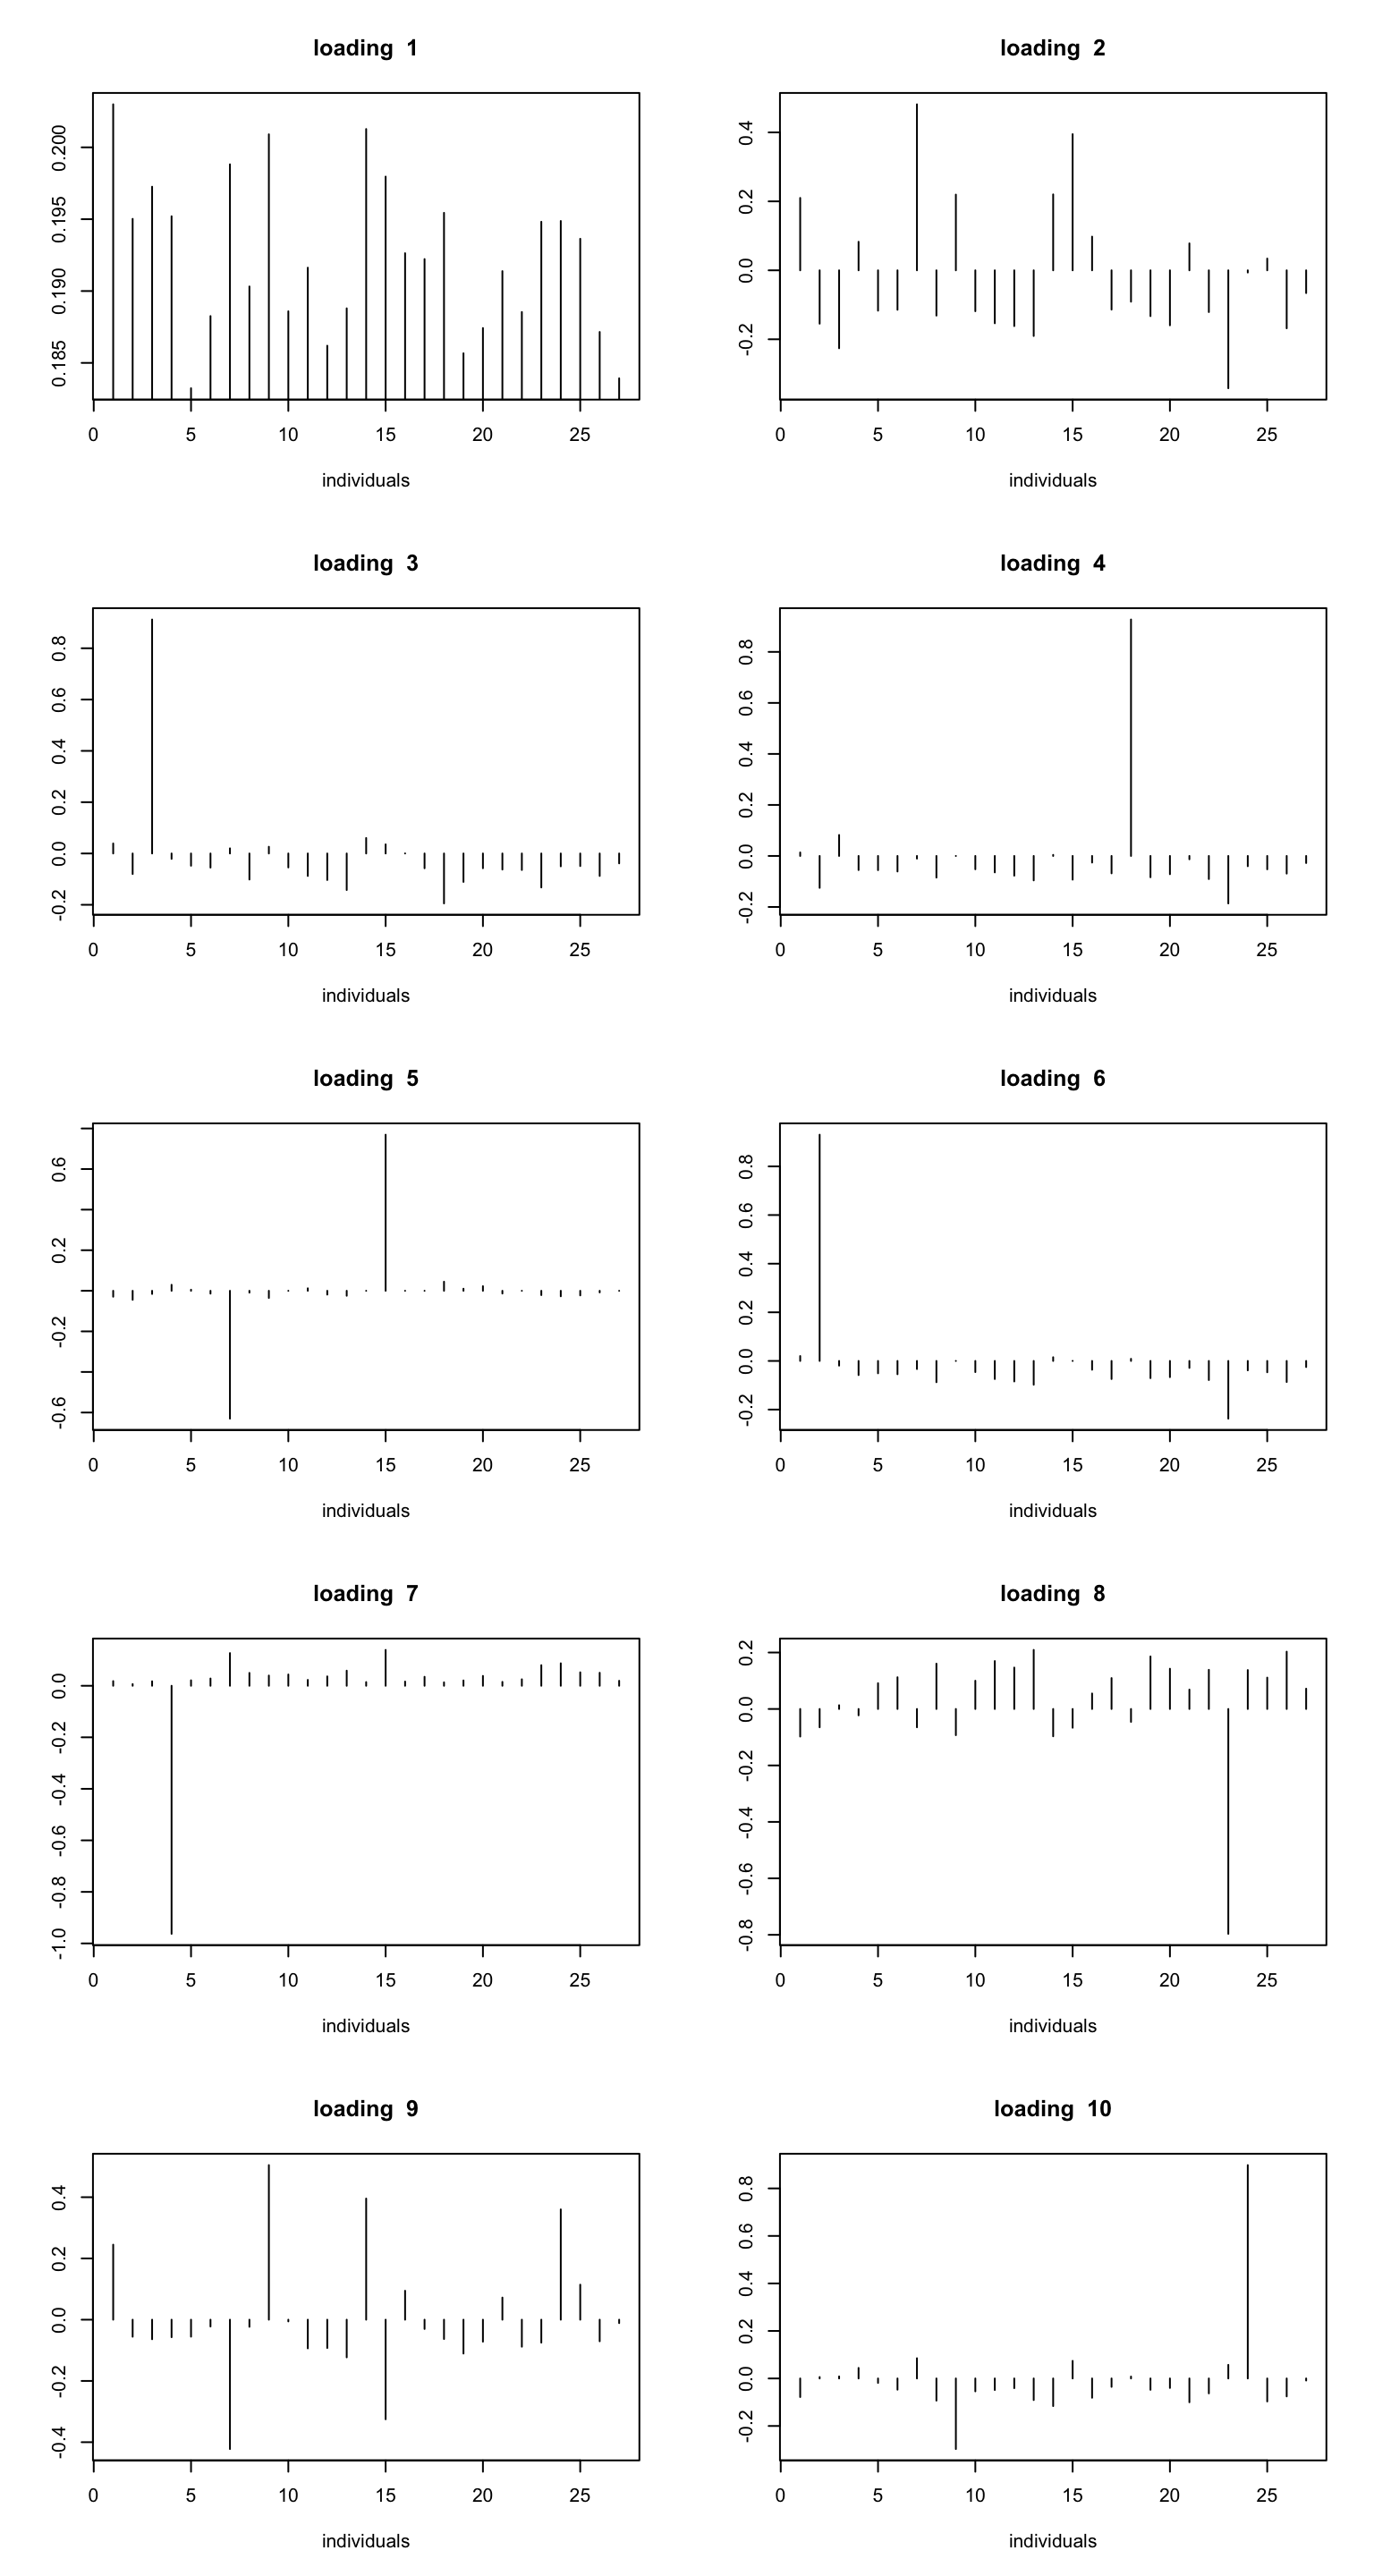 loading 1
0.185 0.190 0.195 0.200
0 5 10 15 20 25
individuals
loading 2
-0.2 0.0 0.2 0.4
0 5 10 15 20 25
individuals
loading 3
-0.2 0.0 0.2 0.4 0.6 0.8
0 5 10 15 20 25
individuals
loading 4
-0.2 0.0 0.2 0.4 0.6 0.8
0 5 10 15 20 25
individuals
loading 5
-0.6 -0.2 0.2 0.6
0 5 10 15 20 25
individuals
loading 6
-0.2 0.0 0.2 0.4 0.6 0.8
0 5 10 15 20 25
individuals
loading 7
-1.0 -0.8 -0.6 -0.4 -0.2 0.0
0 5 10 15 20 25
individuals
loading 8
-0.8 -0.6 -0.4 -0.2 0.0 0.2
0 5 10 15 20 25
individuals
loading 9
-0.4 -0.2 0.0 0.2 0.4
0 5 10 15 20 25
individuals
loading 10
-0.2 0.0 0.2 0.4 0.6 0.8
0 5 10 15 20 25
individuals